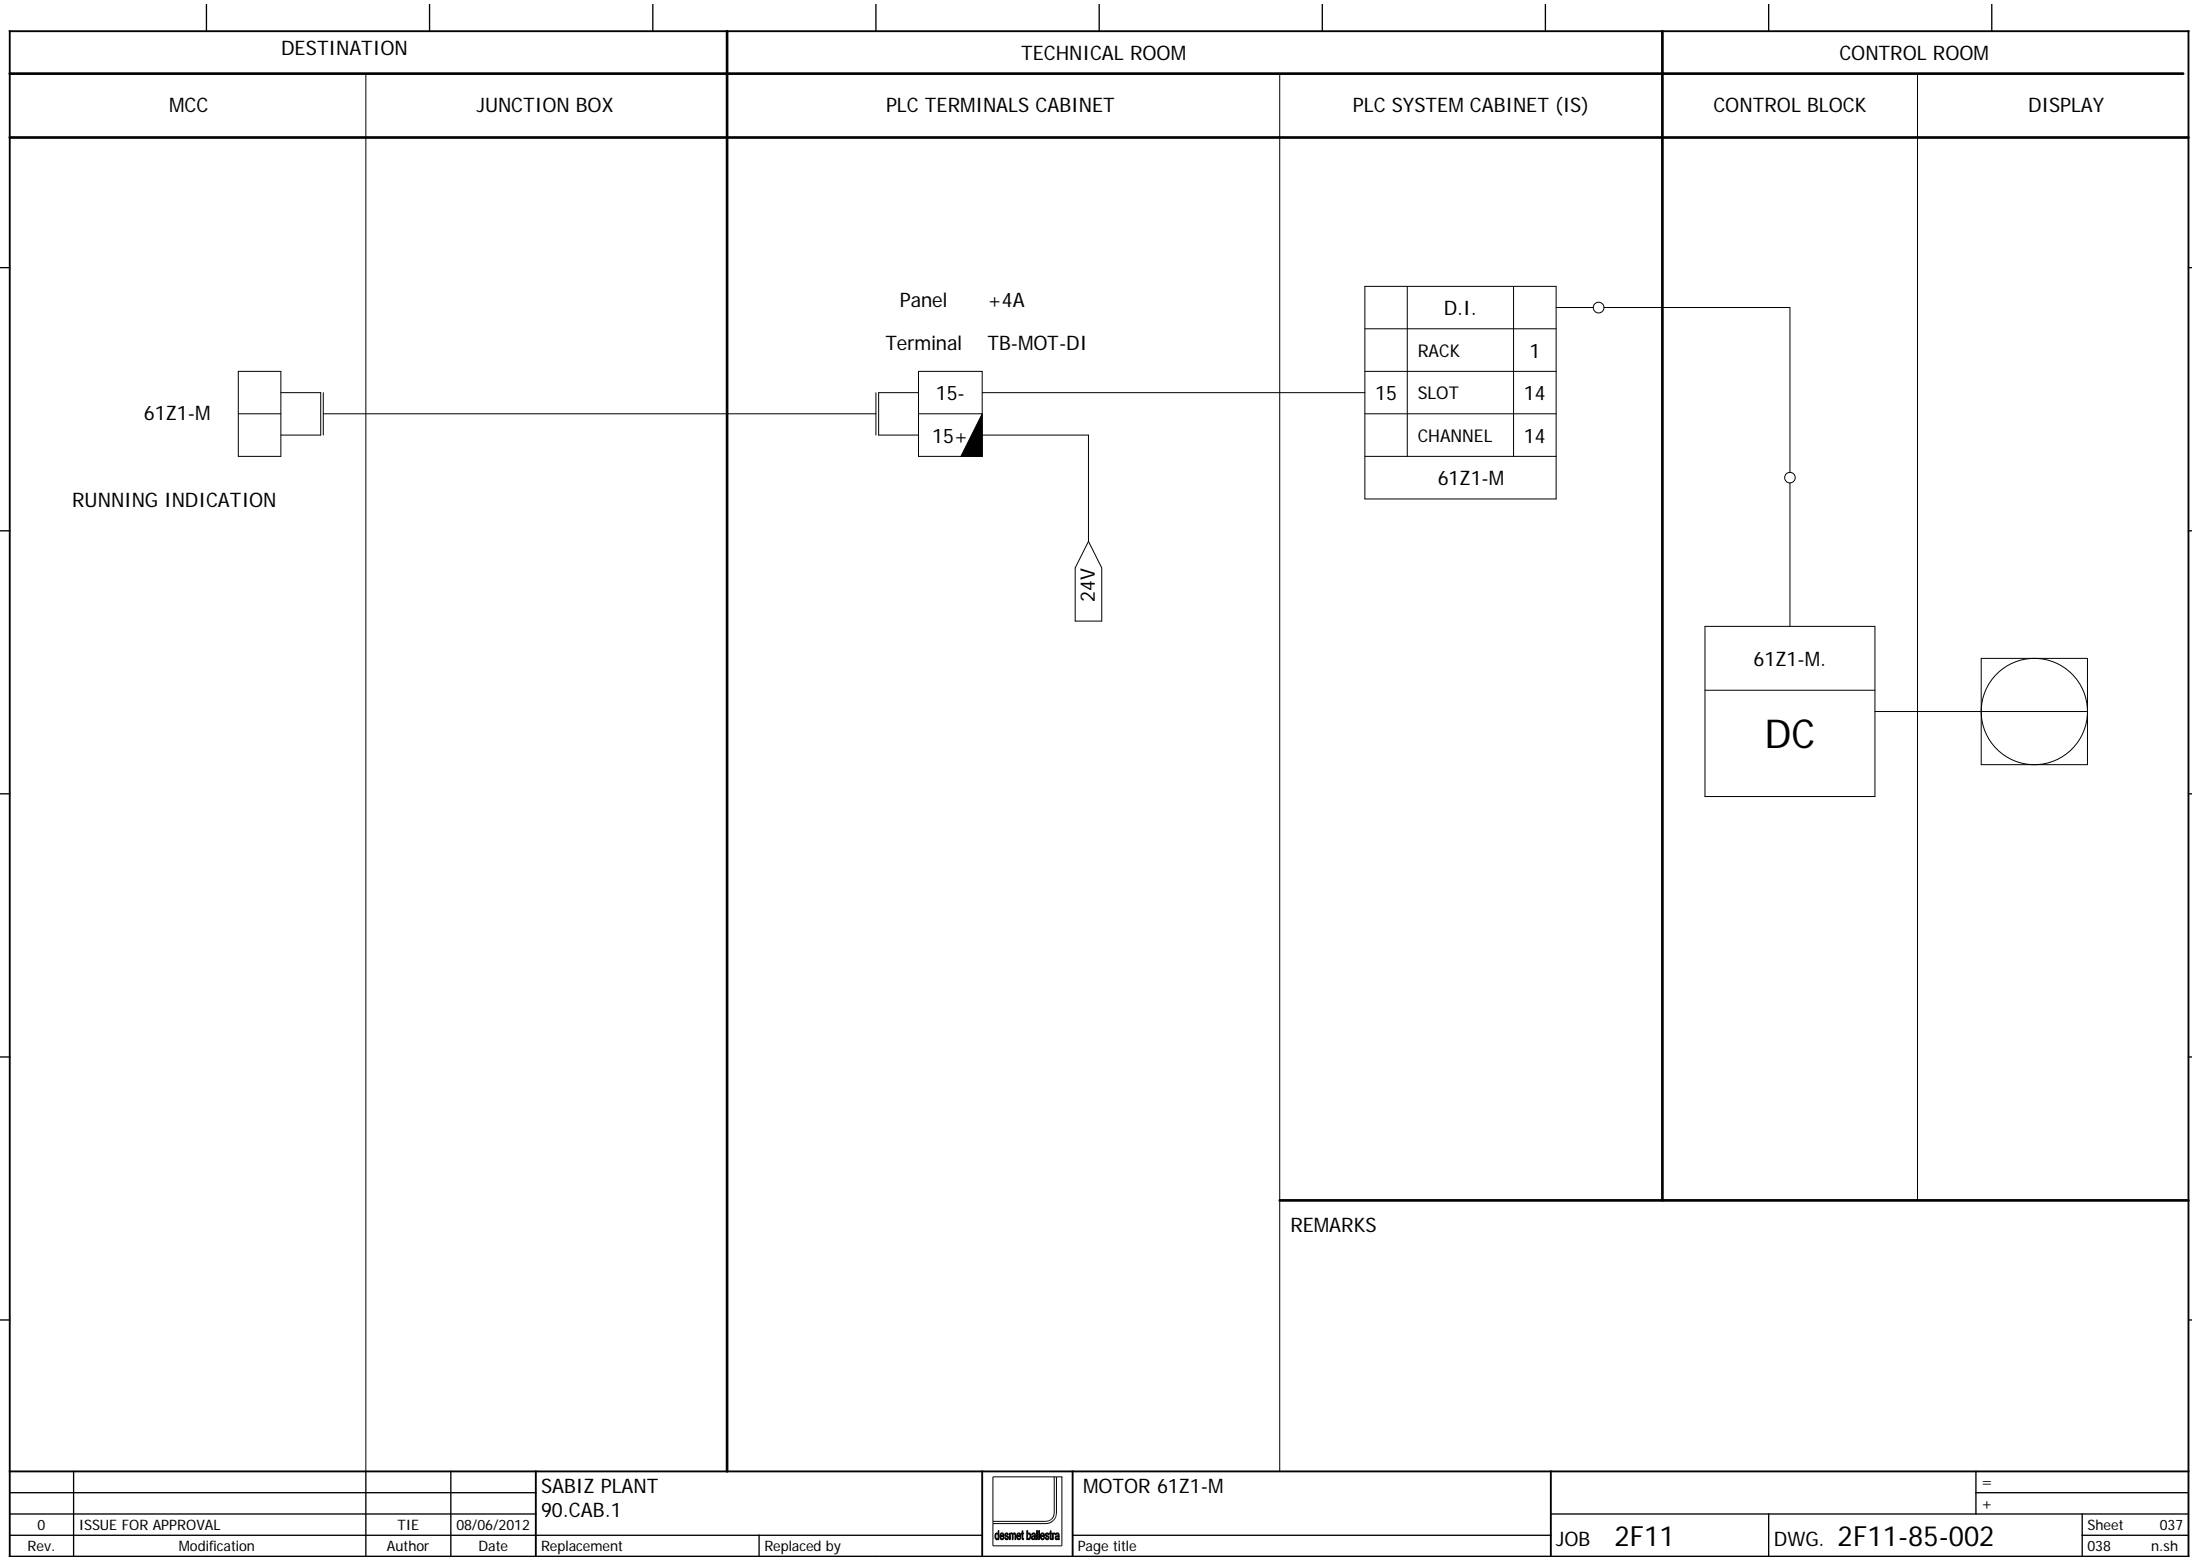 DESTINATION TECHNICAL ROOM CONTROL ROOM
MCC JUNCTION BOX PLC TERMINALS CABINET PLC SYSTEM CABINET (IS) CONTROL BLOCK DISPLAY
Panel +4A
Terminal TB-MOT-DI
D.I.
RACK 1
15 SLOT 14
CHANNEL 14
61Z1-M
61Z1-M
15-
15+
RUNNING INDICATION
24V
61Z1-M.
DC
REMARKS
SABIZ PLANT
90.CAB.1
0 ISSUE FOR APPROVAL TIE 08/06/2012
Rev. Modification Author Date Replacement Replaced by
desmet ballestra
MOTOR 61Z1-M
Page title
=
+
JOB 2F11 DWG. 2F11-85-002
Sheet 037
038 n.sh